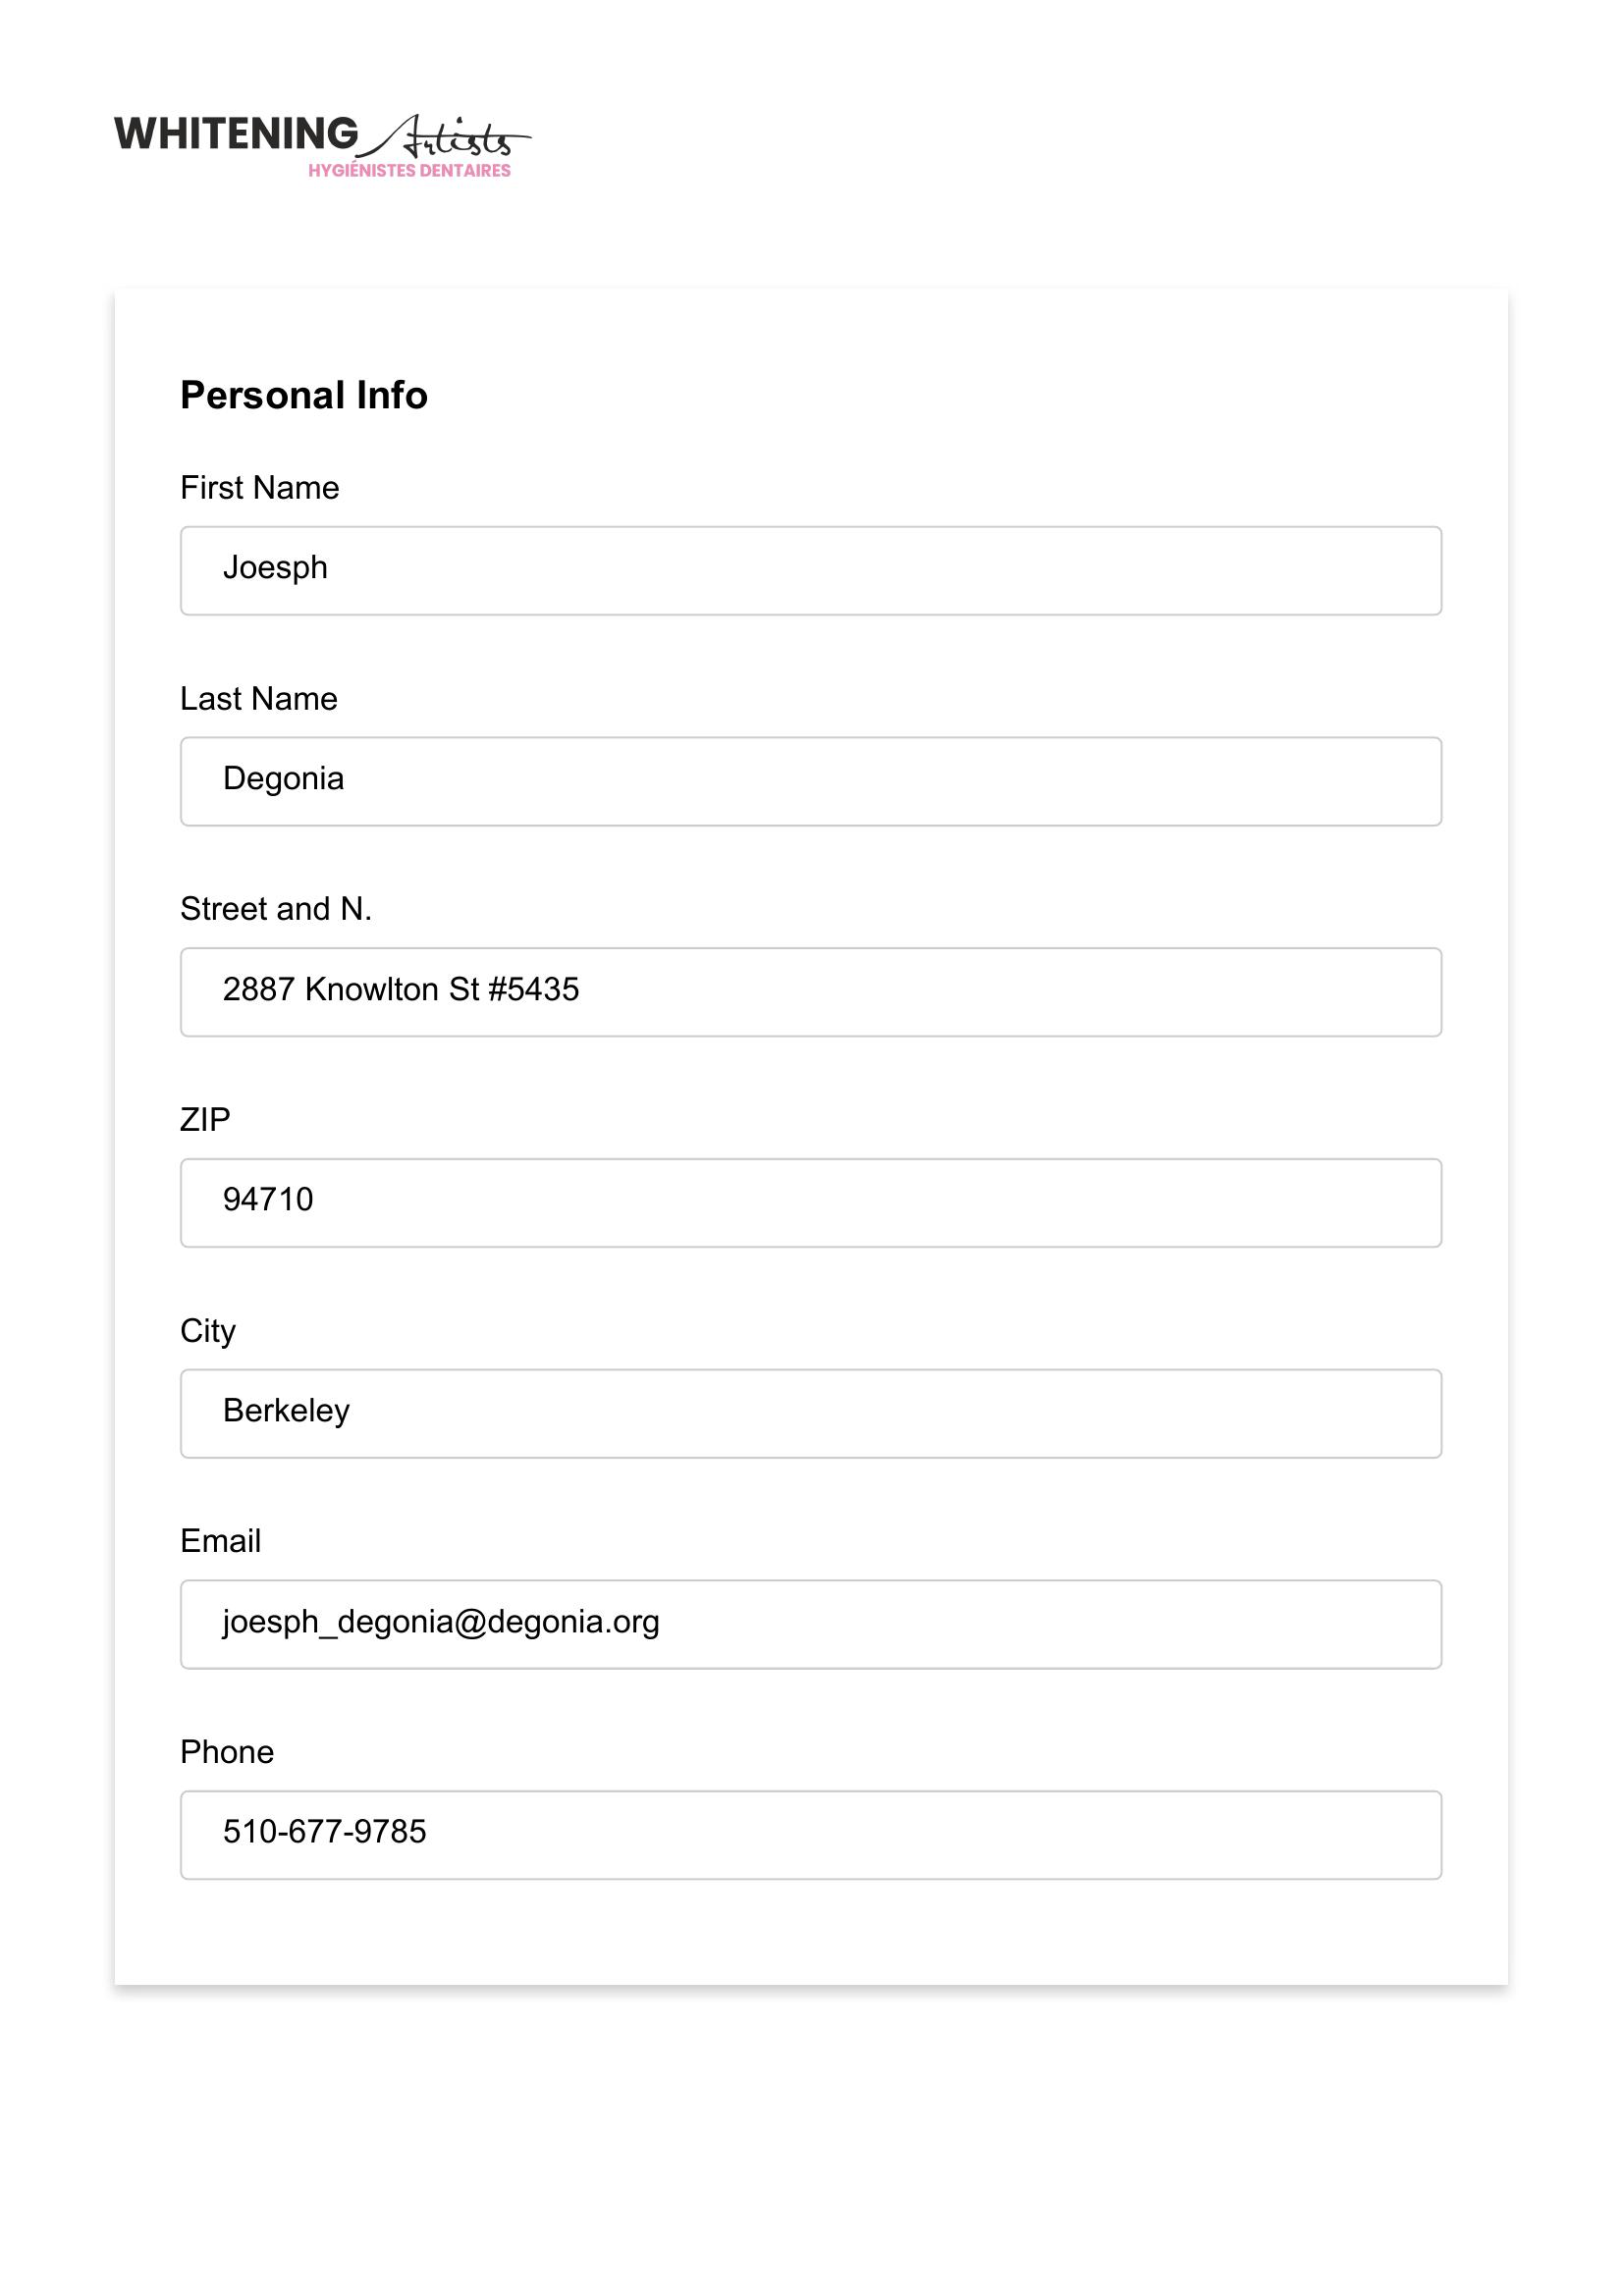 WHITENING Artists
HYGIÉNISTES DENTAIRES
Personal Info
First Name
Joesph
Last Name
Degonia
Street and N.
2887 Knowlton St #5435
ZIP
94710
City
Berkeley
Email
joesph_degonia@degonia.org
Phone
510-677-9785